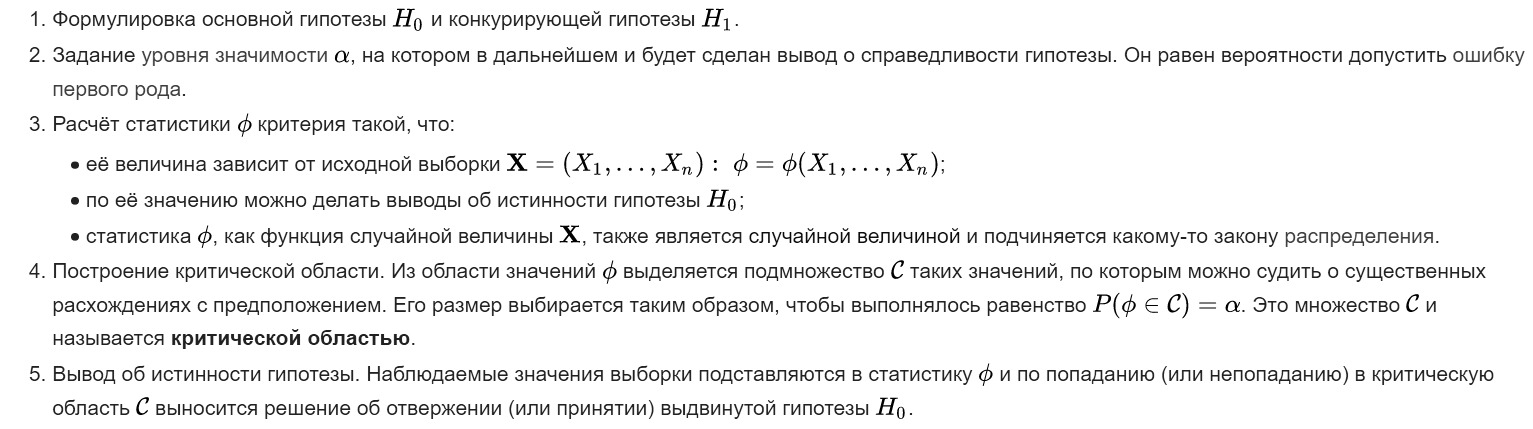 1. Формулировка основной гипотезы H₀ и конкурирующей гипотезы H₁.
2. Задание уровня значимости α, на котором в дальнейшем и будет сделан вывод о справедливости гипотезы. Он равен вероятности допустить ошибку
первого рода.
3. Расчёт статистики ϕ критерия такой, что:
• её величина зависит от исходной выборки X = (X₁, …, Xₙ) : ϕ = ϕ(X₁, …, Xₙ);
• по её значению можно делать выводы об истинности гипотезы H₀;
• статистика ϕ, как функция случайной величины X, также является случайной величиной и подчиняется какому-то закону распределения.
4. Построение критической области. Из области значений ϕ выделяется подмножество 𝒞 таких значений, по которым можно судить о существенных
расхождениях с предположением. Его размер выбирается таким образом, чтобы выполнялось равенство P(ϕ ∈ 𝒞) = α. Это множество 𝒞 и
называется критической областью.
5. Вывод об истинности гипотезы. Наблюдаемые значения выборки подставляются в статистику ϕ и по попаданию (или непопаданию) в критическую
область 𝒞 выносится решение об отвержении (или принятии) выдвинутой гипотезы H₀.